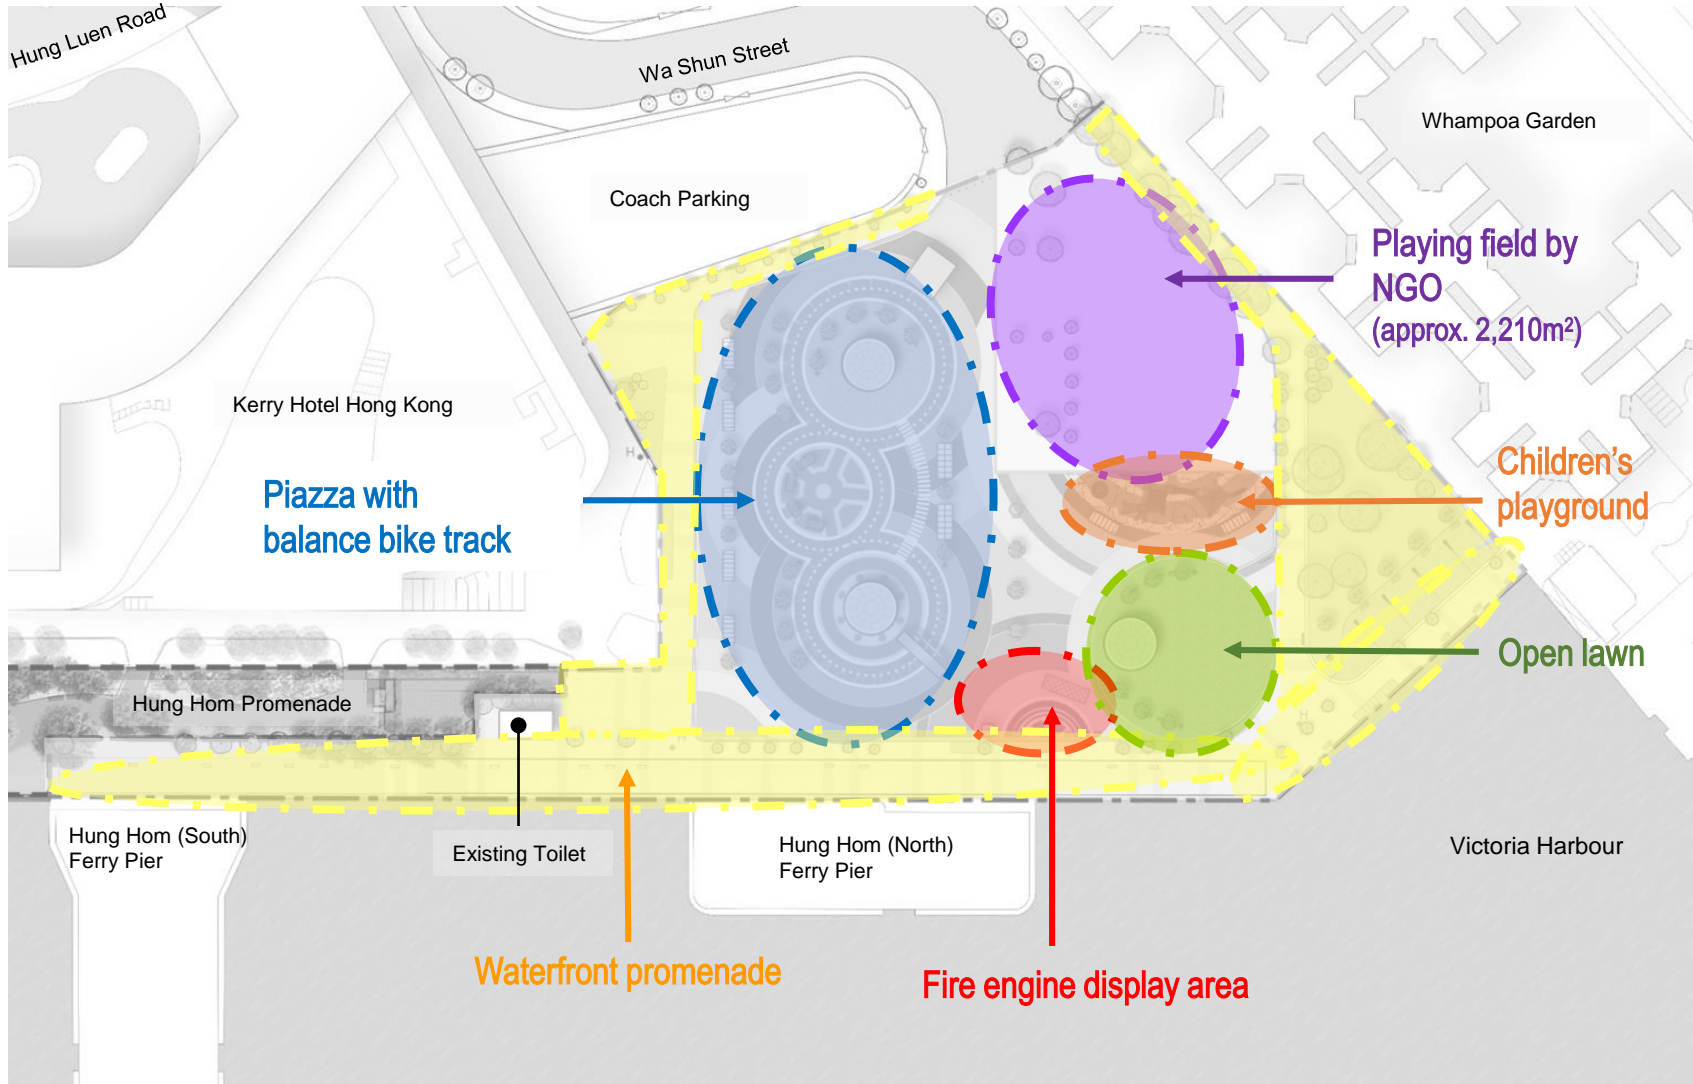 Hung Luen Road
Wa Shun Street
Whampoa Garden
Coach Parking
Playing field by
NGO
(approx. 2,210m²)
Kerry Hotel Hong Kong
Piazza with
balance bike track
Children's
playground
Open lawn
Hung Hom Promenade
Hung Hom (South)
Ferry Pier
Existing Toilet
Hung Hom (North)
Ferry Pier
Victoria Harbour
Waterfront promenade
Fire engine display area
H